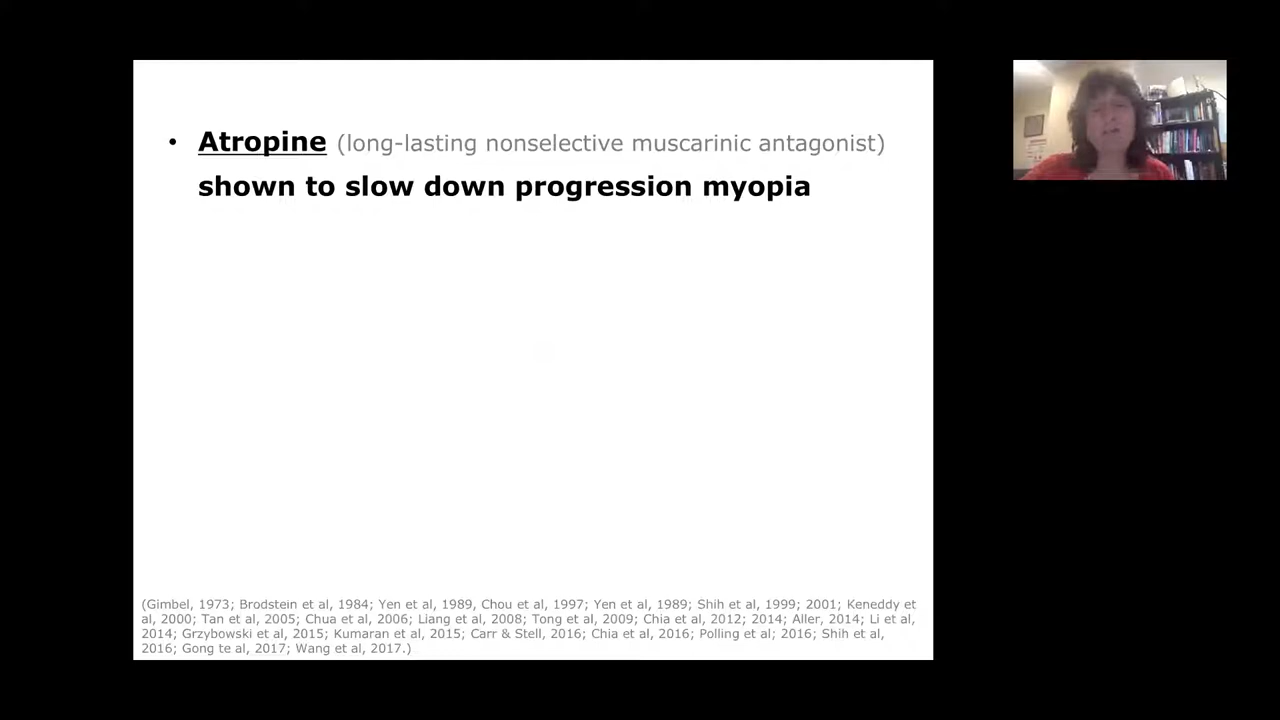 • Atropine (long-lasting nonselective muscarinic antagonist)
shown to slow down progression myopia
(Gimbel, 1973; Brodstein et al, 1984; Yen et al, 1989, Chou et al, 1997; Yen et al, 1989; Shih et al, 1999; 2001; Keneddy et
al, 2000; Tan et al, 2005; Chua et al, 2006; Liang et al, 2008; Tong et al, 2009; Chia et al, 2012; 2014; Aller, 2014; Li et al,
2014; Grzybowski et al, 2015; Kumaran et al, 2015; Carr & Stell, 2016; Chia et al, 2016; Polling et al; 2016; Shih et al,
2016; Gong te al, 2017; Wang et al, 2017.)